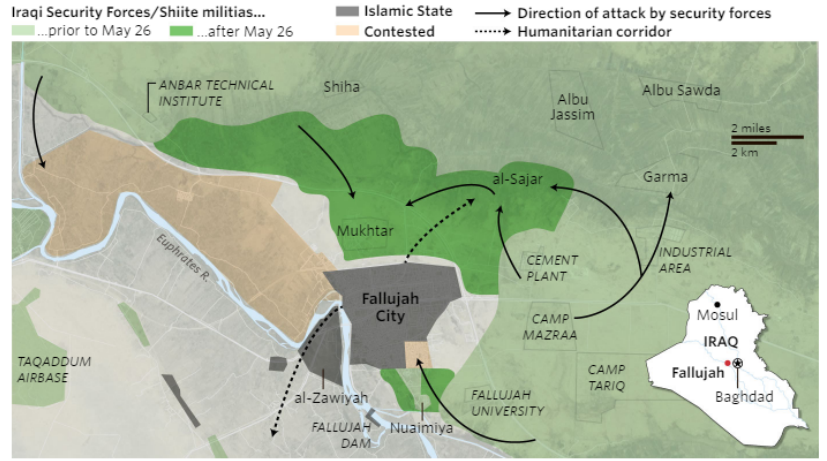 Iraqi Security Forces/Shiite militias...
...prior to May 26
...after May 26
Islamic State
Contested
Direction of attack by security forces
Humanitarian corridor
ANBAR TECHNICAL
INSTITUTE
Shiha
Albu
Jassim
Albu Sawda
2 miles
2 km
al-Sajar
Garma
Mukhtar
Euphrates R.
CEMENT
PLANT
INDUSTRIAL
AREA
Fallujah
City
CAMP
MAZRAA
Mosul
IRAQ
Fallujah
Baghdad
TAQADDUM
AIRBASE
CAMP
TARIQ
al-Zawiyah
FALLUJAH
UNIVERSITY
FALLUJAH
DAM
Nuaimiya